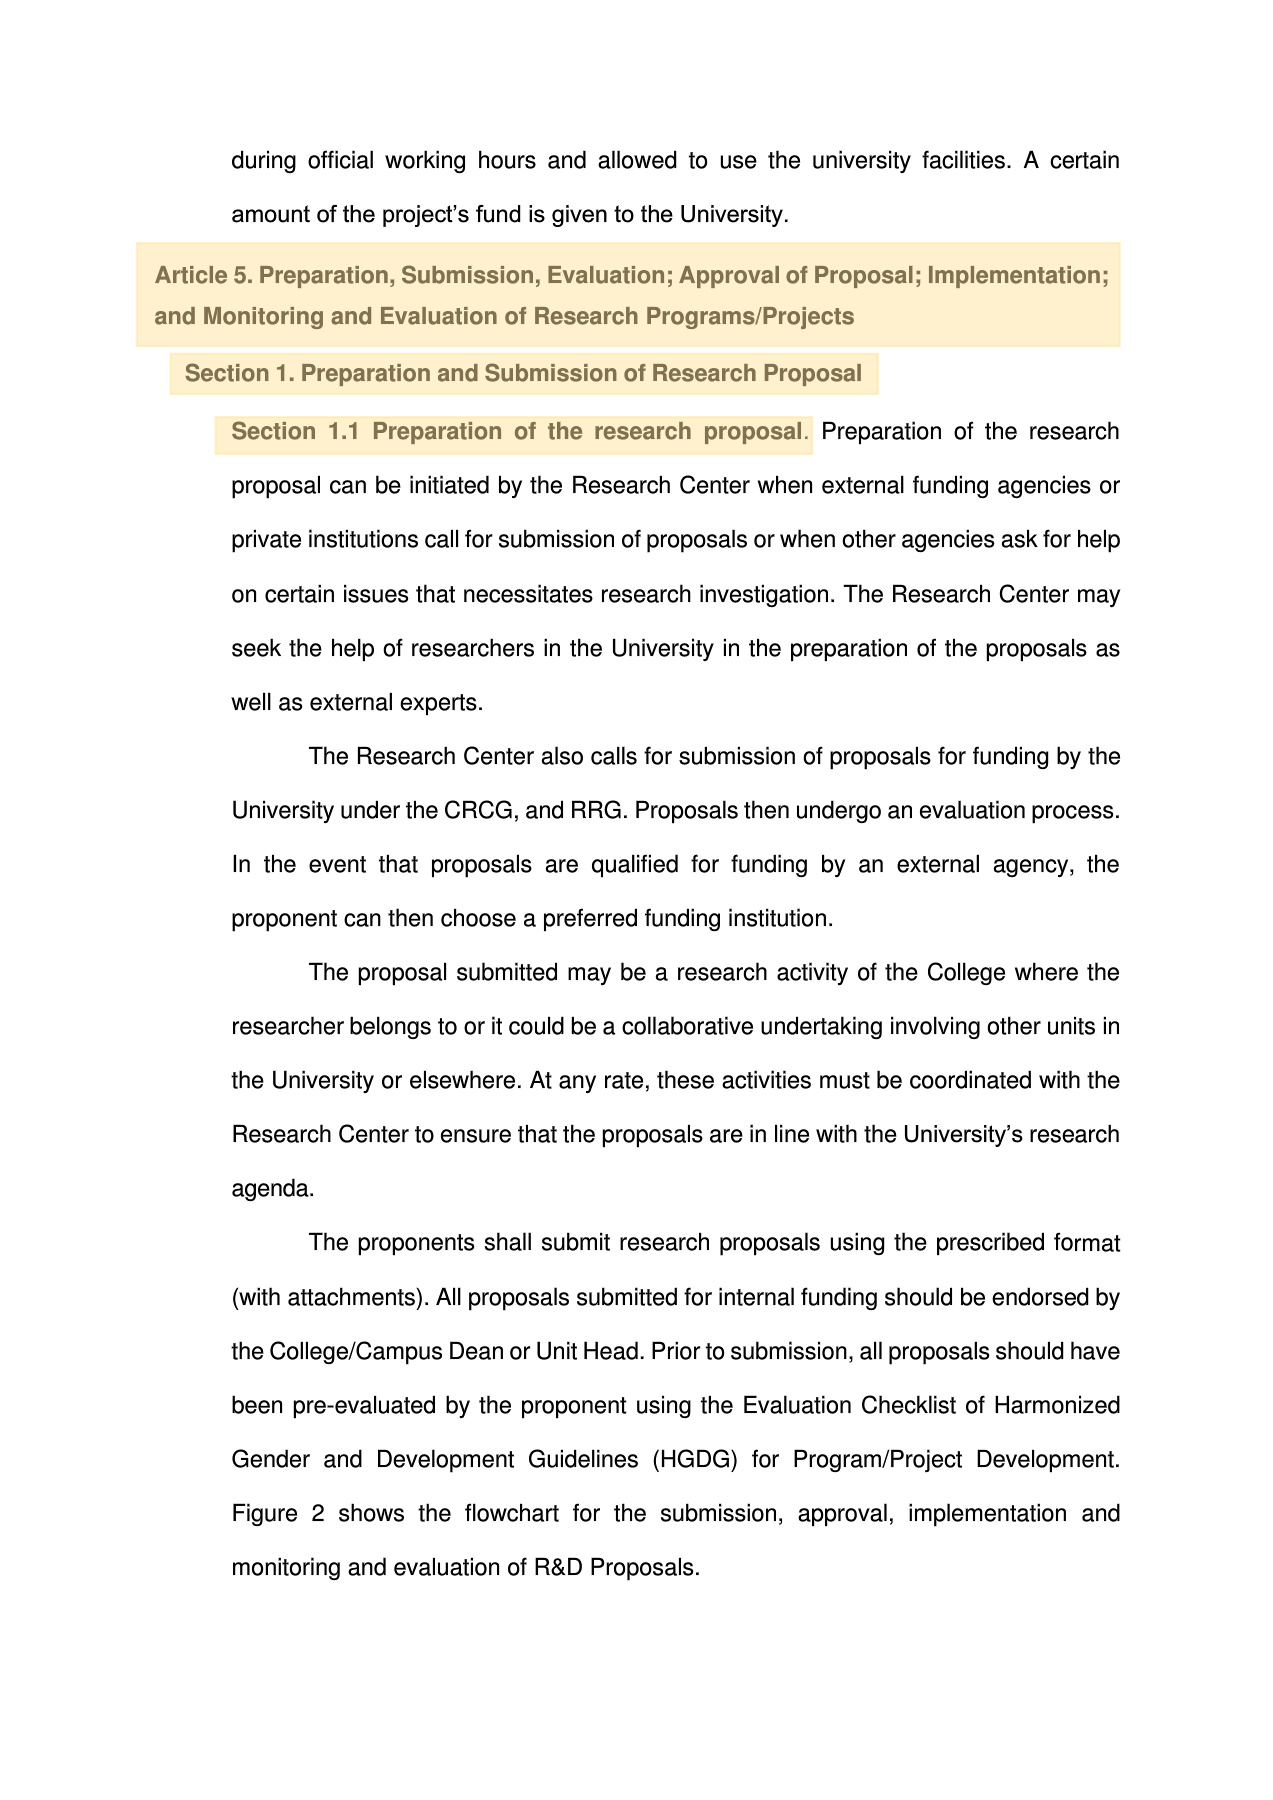 during official working hours and allowed to use the university facilities. A certain
amount of the project’s fund is given to the University.
Article 5. Preparation, Submission, Evaluation; Approval of Proposal; Implementation;
and Monitoring and Evaluation of Research Programs/Projects
Section 1. Preparation and Submission of Research Proposal
Section 1.1 Preparation of the research proposal. Preparation of the research
proposal can be initiated by the Research Center when external funding agencies or
private institutions call for submission of proposals or when other agencies ask for help
on certain issues that necessitates research investigation. The Research Center may
seek the help of researchers in the University in the preparation of the proposals as
well as external experts.
The Research Center also calls for submission of proposals for funding by the
University under the CRCG, and RRG. Proposals then undergo an evaluation process.
In the event that proposals are qualified for funding by an external agency, the
proponent can then choose a preferred funding institution.
The proposal submitted may be a research activity of the College where the
researcher belongs to or it could be a collaborative undertaking involving other units in
the University or elsewhere. At any rate, these activities must be coordinated with the
Research Center to ensure that the proposals are in line with the University’s research
agenda.
The proponents shall submit research proposals using the prescribed format
(with attachments). All proposals submitted for internal funding should be endorsed by
the College/Campus Dean or Unit Head. Prior to submission, all proposals should have
been pre-evaluated by the proponent using the Evaluation Checklist of Harmonized
Gender and Development Guidelines (HGDG) for Program/Project Development.
Figure 2 shows the flowchart for the submission, approval, implementation and
monitoring and evaluation of R&D Proposals.